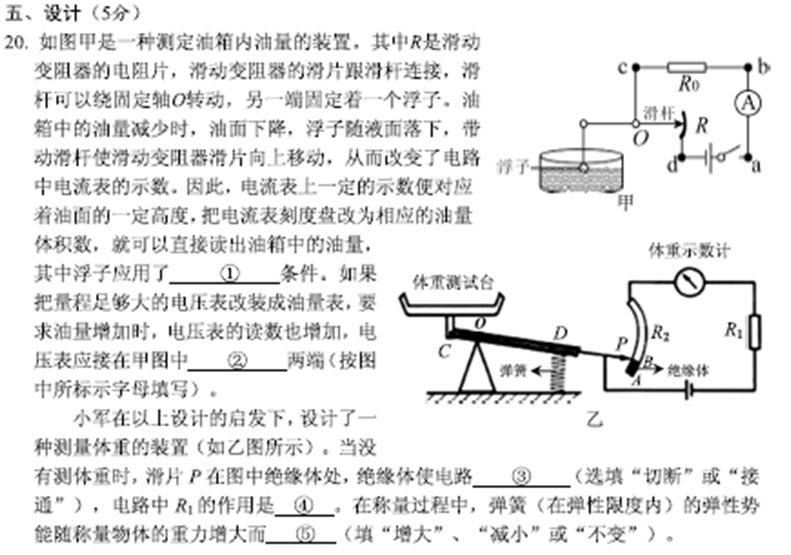 五、设计（5分）
20. 如图甲是一种测定油箱内油量的装置。其中R是滑动
变阻器的电阻片，滑动变阻器的滑片跟滑杆连接，滑
杆可以绕固定轴O转动，另一端固定着一个浮子。油
箱中的油量减少时，油面下降，浮子随液面落下，带
动滑杆使滑动变阻器滑片向上移动，从而改变了电路
中电流表的示数。因此，电流表上一定的示数便对应
着油面的一定高度，把电流表刻度盘改为相应的油量
体积数，就可以直接读出油箱中的油量，
其中浮子应用了 ① 条件。如果
把量程足够大的电压表改装成油量表，要
求油量增加时，电压表的读数也增加，电
压表应接在甲图中 ② 两端（按图
中所标示字母填写）。
小军在以上设计的启发下，设计了一
种测量体重的装置（如乙图所示）。当没
有测体重时，滑片 P 在图中绝缘体处，绝缘体使电路 ③ （选填“切断”或“接
通”），电路中 R1 的作用是 ④ 。在称量过程中，弹簧（在弹性限度内）的弹性势
能随称量物体的重力增大而 ⑤ （填“增大”、“减小”或“不变”）。
c
R0
b
A
滑杆
O
R
浮子
d
a
甲
体重示数计
体重测试台
O
D
P
R2
R1
C
弹簧
B
A
绝缘体
乙